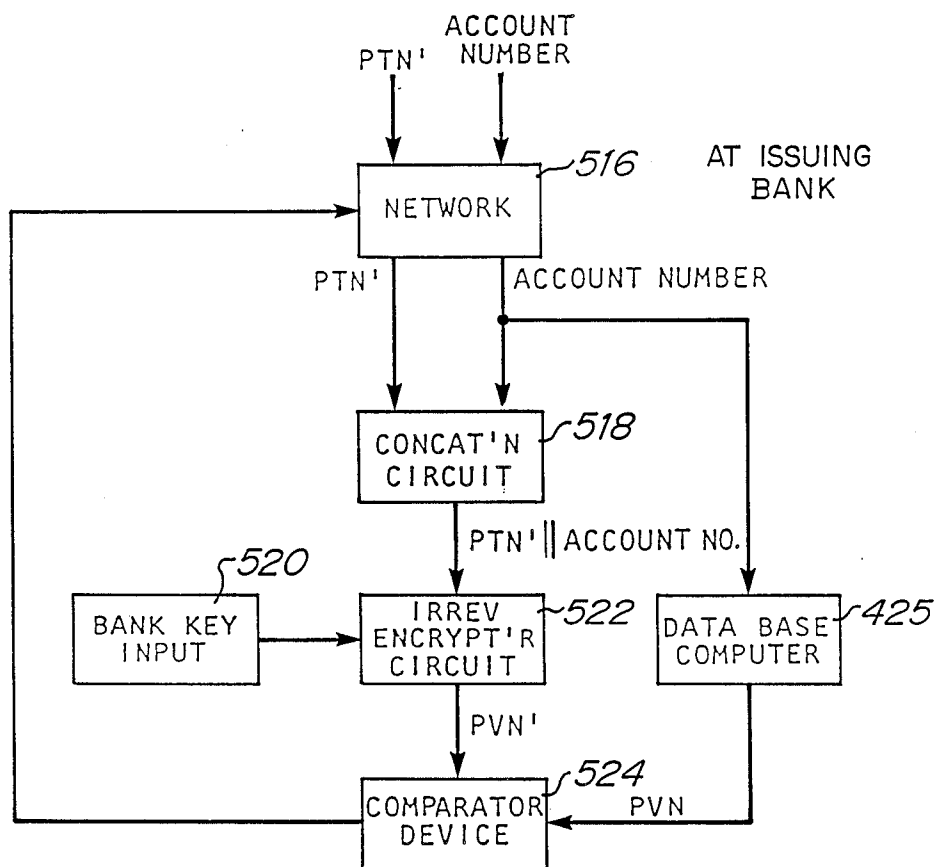 PTN'
ACCOUNT
NUMBER
516
AT ISSUING
BANK
NETWORK
PTN'
ACCOUNT NUMBER
518
CONCAT'N
CIRCUIT
PTN'||ACCOUNT NO.
520
BANK KEY
INPUT
522
IRREV
ENCRYPT'R
CIRCUIT
425
DATA BASE
COMPUTER
PVN'
524
COMPARATOR
DEVICE
PVN